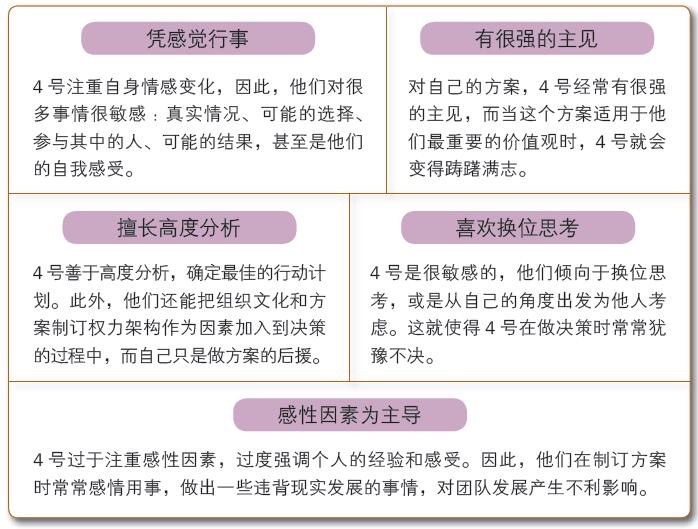 凭感觉行事
4 号注重自身情感变化，因此，他们对很
多事情很敏感：真实情况、可能的选择、
参与其中的人、可能的结果，甚至是他们
的自我感受。
有很强的主见
对自己的方案，4 号经常有很强
的主见，而当这个方案适用于他
们最重要的价值观时，4 号就会
变得踌躇满志。
擅长高度分析
4 号善于高度分析，确定最佳的行动计
划。此外，他们还能把组织文化和方
案制订权力架构作为因素加入到决策
的过程中，而自己只是做方案的后援。
喜欢换位思考
4 号是很敏感的，他们倾向于换位思
考，或是从自己的角度出发为他人考
虑。这就使得 4 号在做决策时常常犹
豫不决。
感性因素为主导
4 号过于注重感性因素，过度强调个人的经验和感受。因此，他们在制订方案
时常常感情用事，做出一些违背现实发展的事情，对团队发展产生不利影响。